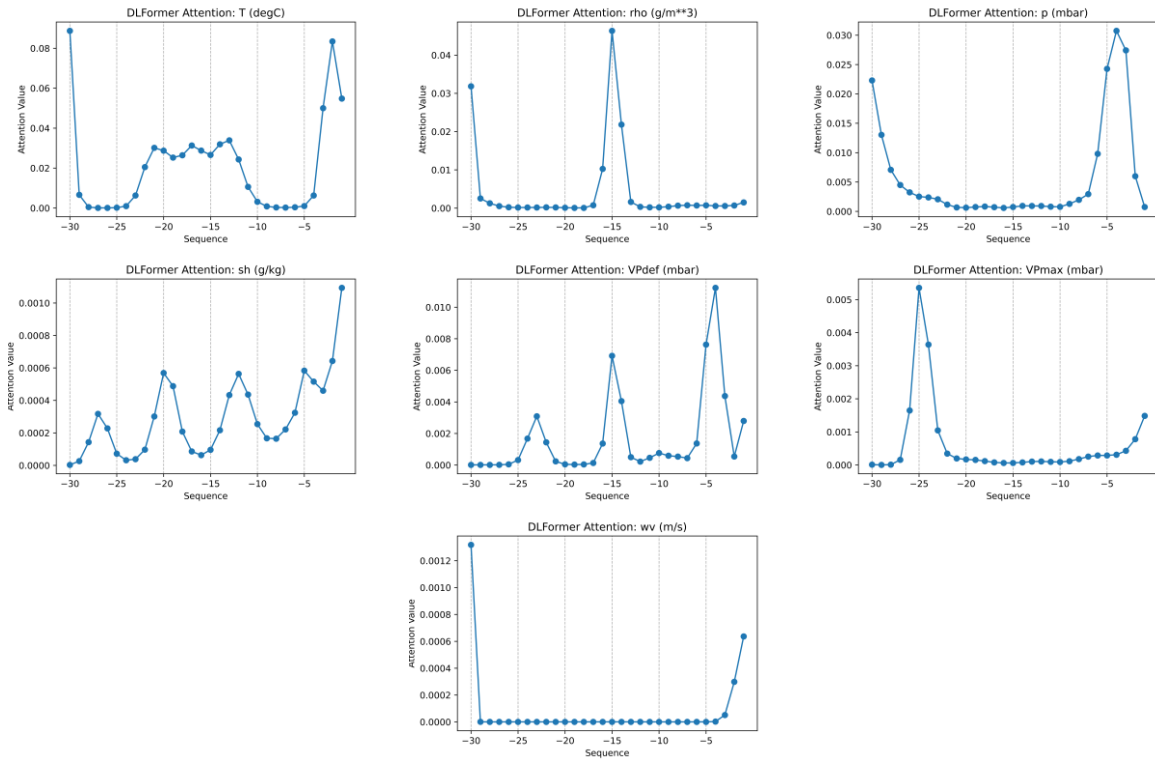 DLFormer Attention: T (degC)
Attention Value
0.08
0.06
0.04
0.02
0.00
−30 −25 −20 −15 −10 −5
Sequence
DLFormer Attention: rho (g/m**3)
Attention Value
0.04
0.03
0.02
0.01
0.00
−30 −25 −20 −15 −10 −5
Sequence
DLFormer Attention: p (mbar)
Attention Value
0.030
0.025
0.020
0.015
0.010
0.005
0.000
−30 −25 −20 −15 −10 −5
Sequence
DLFormer Attention: sh (g/kg)
Attention value
0.0010
0.0008
0.0006
0.0004
0.0002
0.0000
−30 −25 −20 −15 −10 −5
Sequence
DLFormer Attention: VPdef (mbar)
Attention Value
0.010
0.008
0.006
0.004
0.002
0.000
−30 −25 −20 −15 −10 −5
Sequence
DLFormer Attention: VPmax (mbar)
Attention Value
0.005
0.004
0.003
0.002
0.001
0.000
−30 −25 −20 −15 −10 −5
Sequence
DLFormer Attention: wv (m/s)
Attention value
0.0012
0.0010
0.0008
0.0006
0.0004
0.0002
0.0000
−30 −25 −20 −15 −10 −5
Sequence